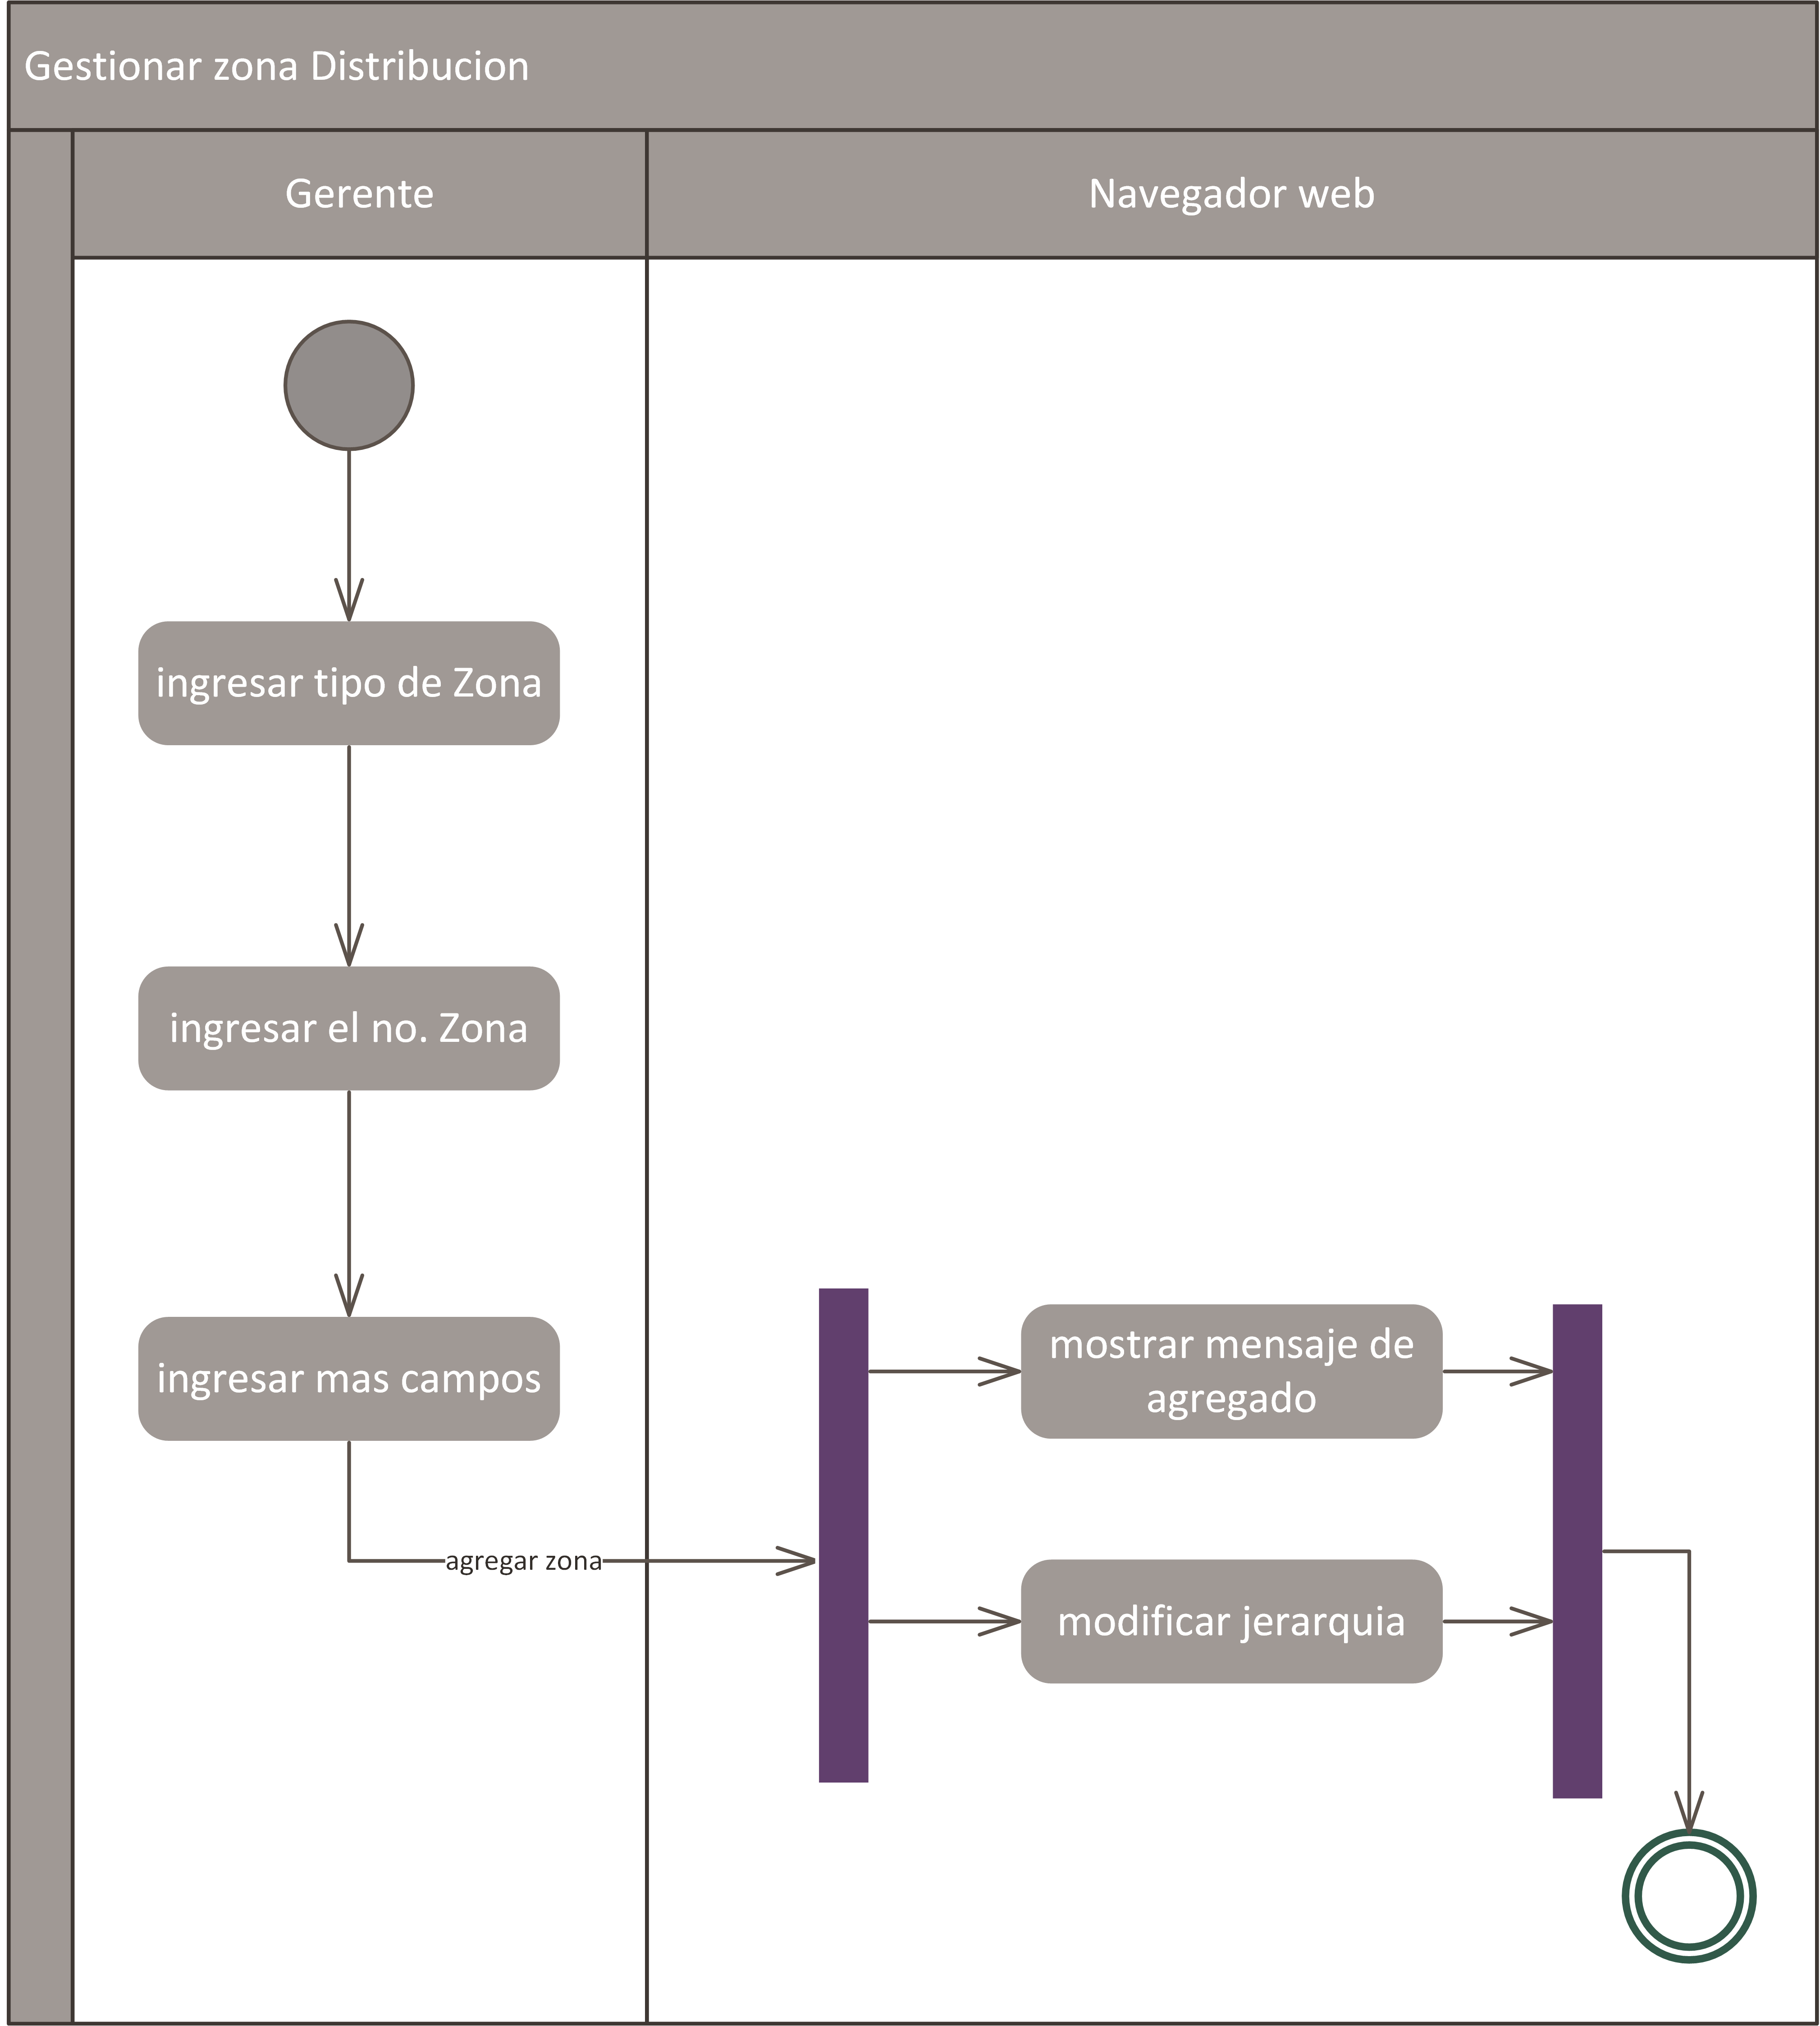 Gestionar zona Distribucion
Gerente
Navegador web
ingresar tipo de Zona
ingresar el no. Zona
ingresar mas campos
mostrar mensaje de
agregado
agregar zona
modificar jerarquia